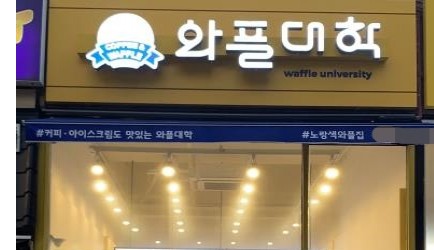 COFFEE & WAFFLE
와플대학
waffle university
#커피·아이스크림도 맛있는 와플대학
#노랑색와플집